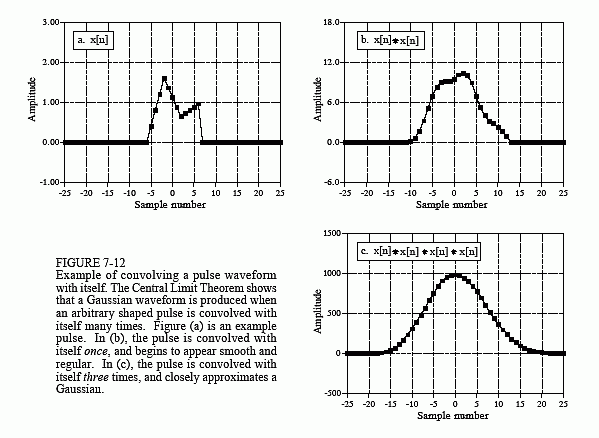 3.00
2.00
1.00
0.00
-1.00
Amplitude
a. x[n]
-25 -20 -15 -10 -5 0 5 10 15 20 25
Sample number
18.0
12.0
6.0
0.0
-6.0
Amplitude
b. x[n]*x[n]
-25 -20 -15 -10 -5 0 5 10 15 20 25
Sample number
FIGURE 7-12
Example of convolving a pulse waveform
with itself. The Central Limit Theorem shows
that a Gaussian waveform is produced when
an arbitrary shaped pulse is convolved with
itself many times. Figure (a) is an example
pulse. In (b), the pulse is convolved with
itself once, and begins to appear smooth and
regular. In (c), the pulse is convolved with
itself three times, and closely approximates a
Gaussian.
1500
1000
500
0
-500
Amplitude
c. x[n]*x[n]*x[n]*x[n]
-25 -20 -15 -10 -5 0 5 10 15 20 25
Sample number